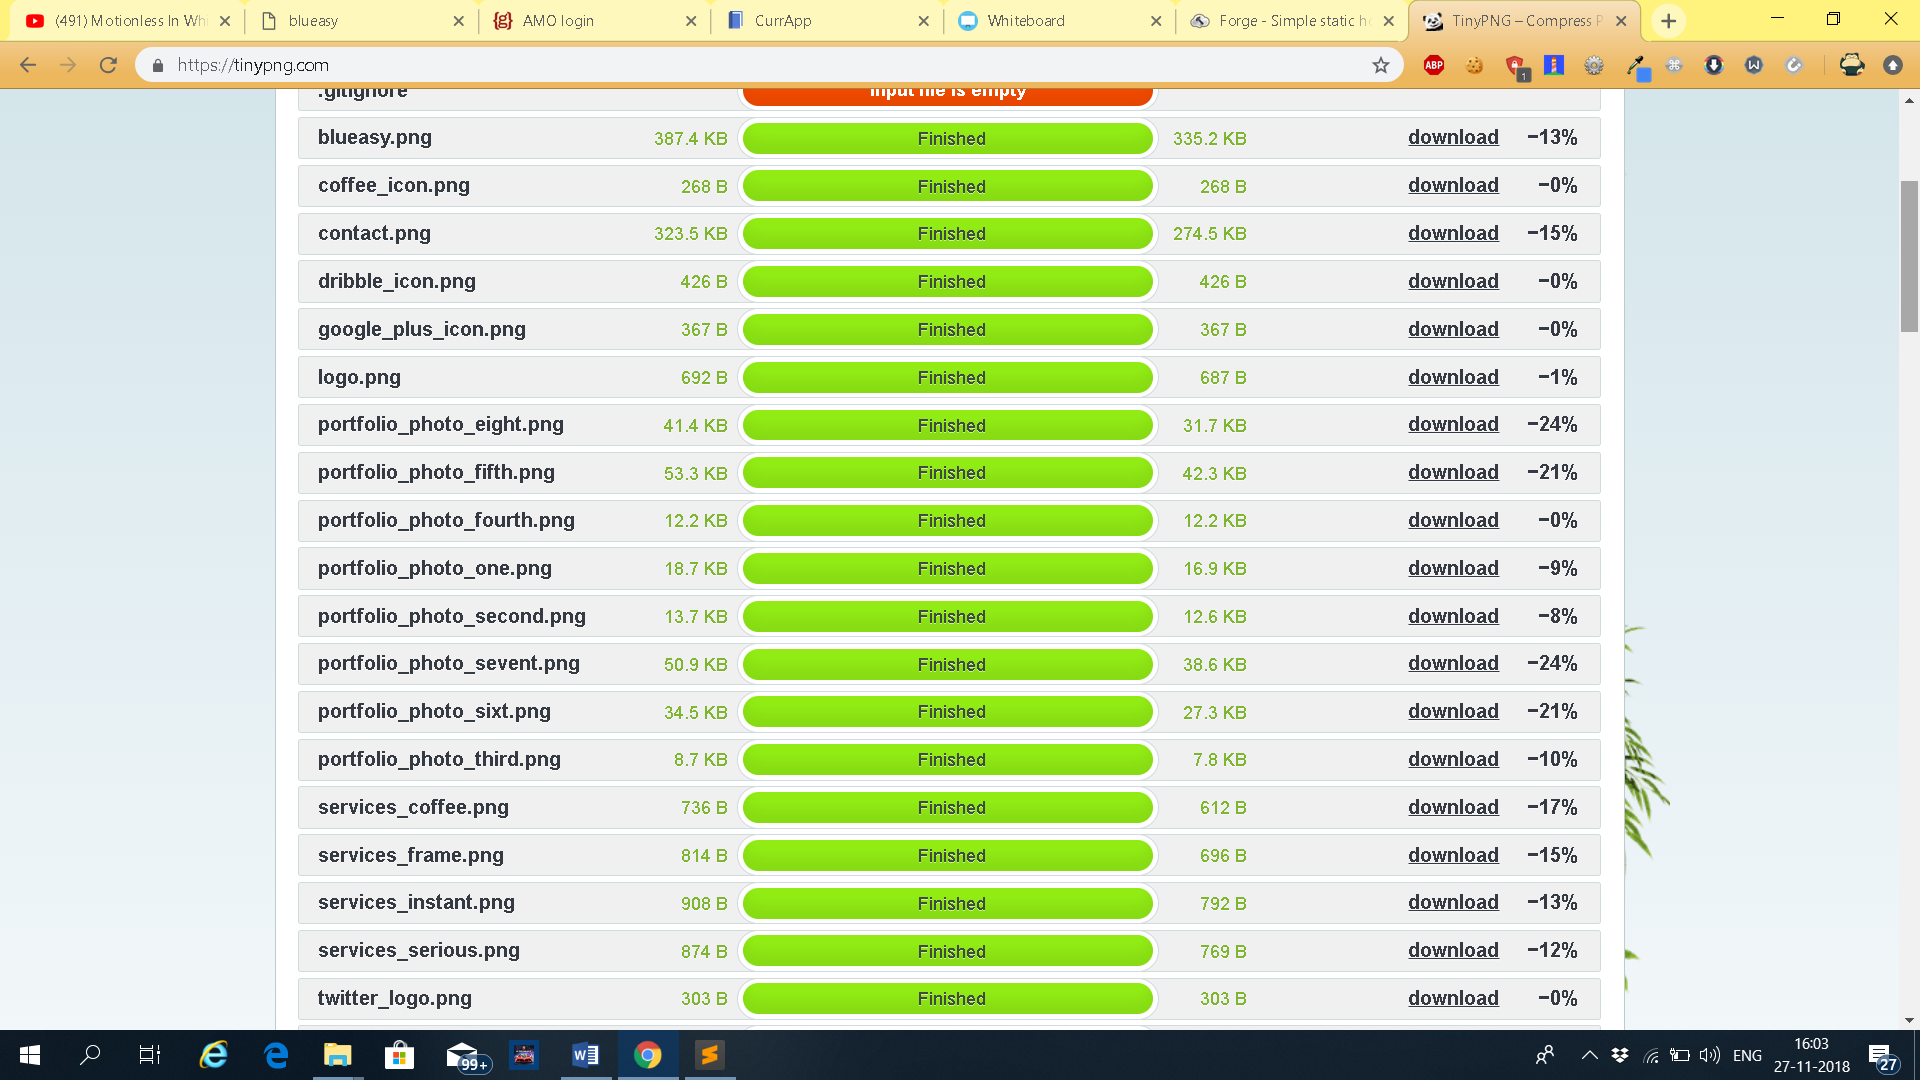 (491) Motionless In Whi
blueasy
AMO login
CurrApp
Whiteboard
Forge - Simple static ho
TinyPNG – Compress P
https://tinypng.com
ABP
1
.gitignore Input file is empty
blueasy.png 387.4 KB Finished 335.2 KB download −13%
coffee_icon.png 268 B Finished 268 B download −0%
contact.png 323.5 KB Finished 274.5 KB download −15%
dribble_icon.png 426 B Finished 426 B download −0%
google_plus_icon.png 367 B Finished 367 B download −0%
logo.png 692 B Finished 687 B download −1%
portfolio_photo_eight.png 41.4 KB Finished 31.7 KB download −24%
portfolio_photo_fifth.png 53.3 KB Finished 42.3 KB download −21%
portfolio_photo_fourth.png 12.2 KB Finished 12.2 KB download −0%
portfolio_photo_one.png 18.7 KB Finished 16.9 KB download −9%
portfolio_photo_second.png 13.7 KB Finished 12.6 KB download −8%
portfolio_photo_sevent.png 50.9 KB Finished 38.6 KB download −24%
portfolio_photo_sixt.png 34.5 KB Finished 27.3 KB download −21%
portfolio_photo_third.png 8.7 KB Finished 7.8 KB download −10%
services_coffee.png 736 B Finished 612 B download −17%
services_frame.png 814 B Finished 696 B download −15%
services_instant.png 908 B Finished 792 B download −13%
services_serious.png 874 B Finished 769 B download −12%
twitter_logo.png 303 B Finished 303 B download −0%
99+
ENG
16:03
27-11-2018
27